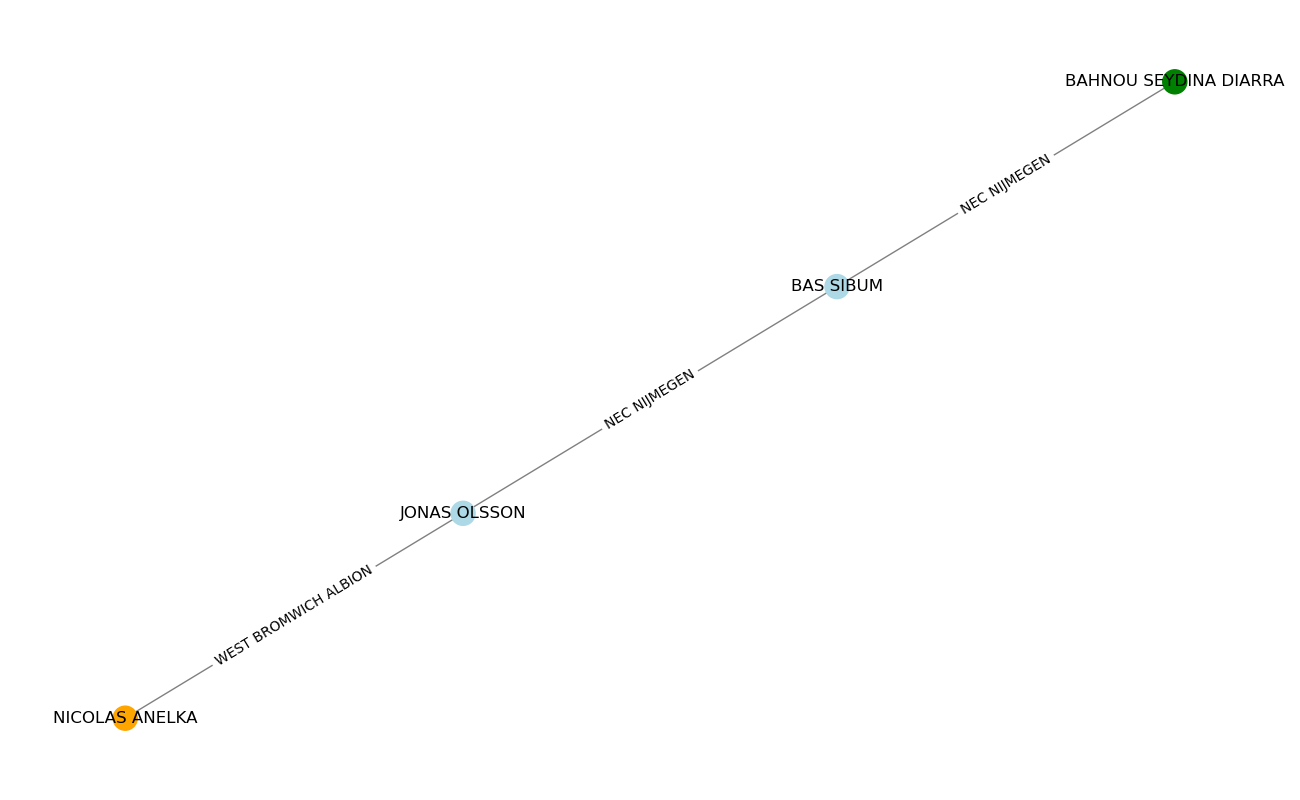 BAHNOU SEYDINA DIARRA
NEC NIJMEGEN
BAS SIBUM
NEC NIJMEGEN
JONAS OLSSON
WEST BROMWICH ALBION
NICOLAS ANELKA